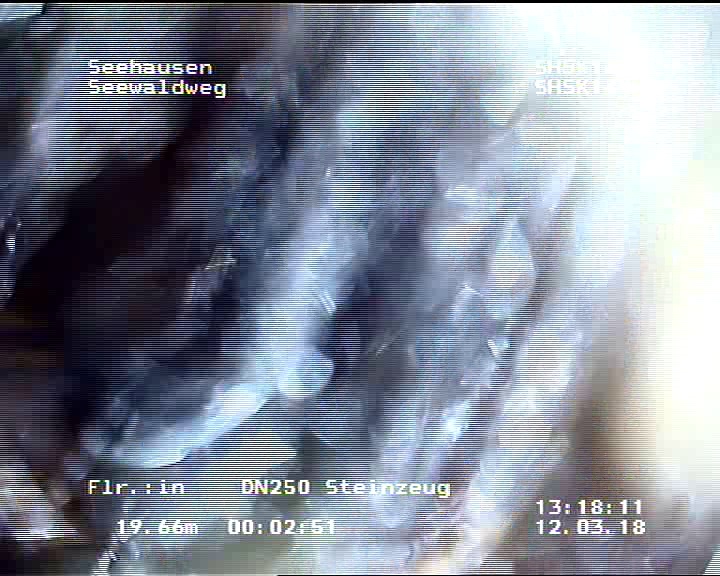 Seehausen
Seewaldweg
Flr.:in DN250 Steinzeug
19.66m 00:02:51
13:18:11
12.03.18